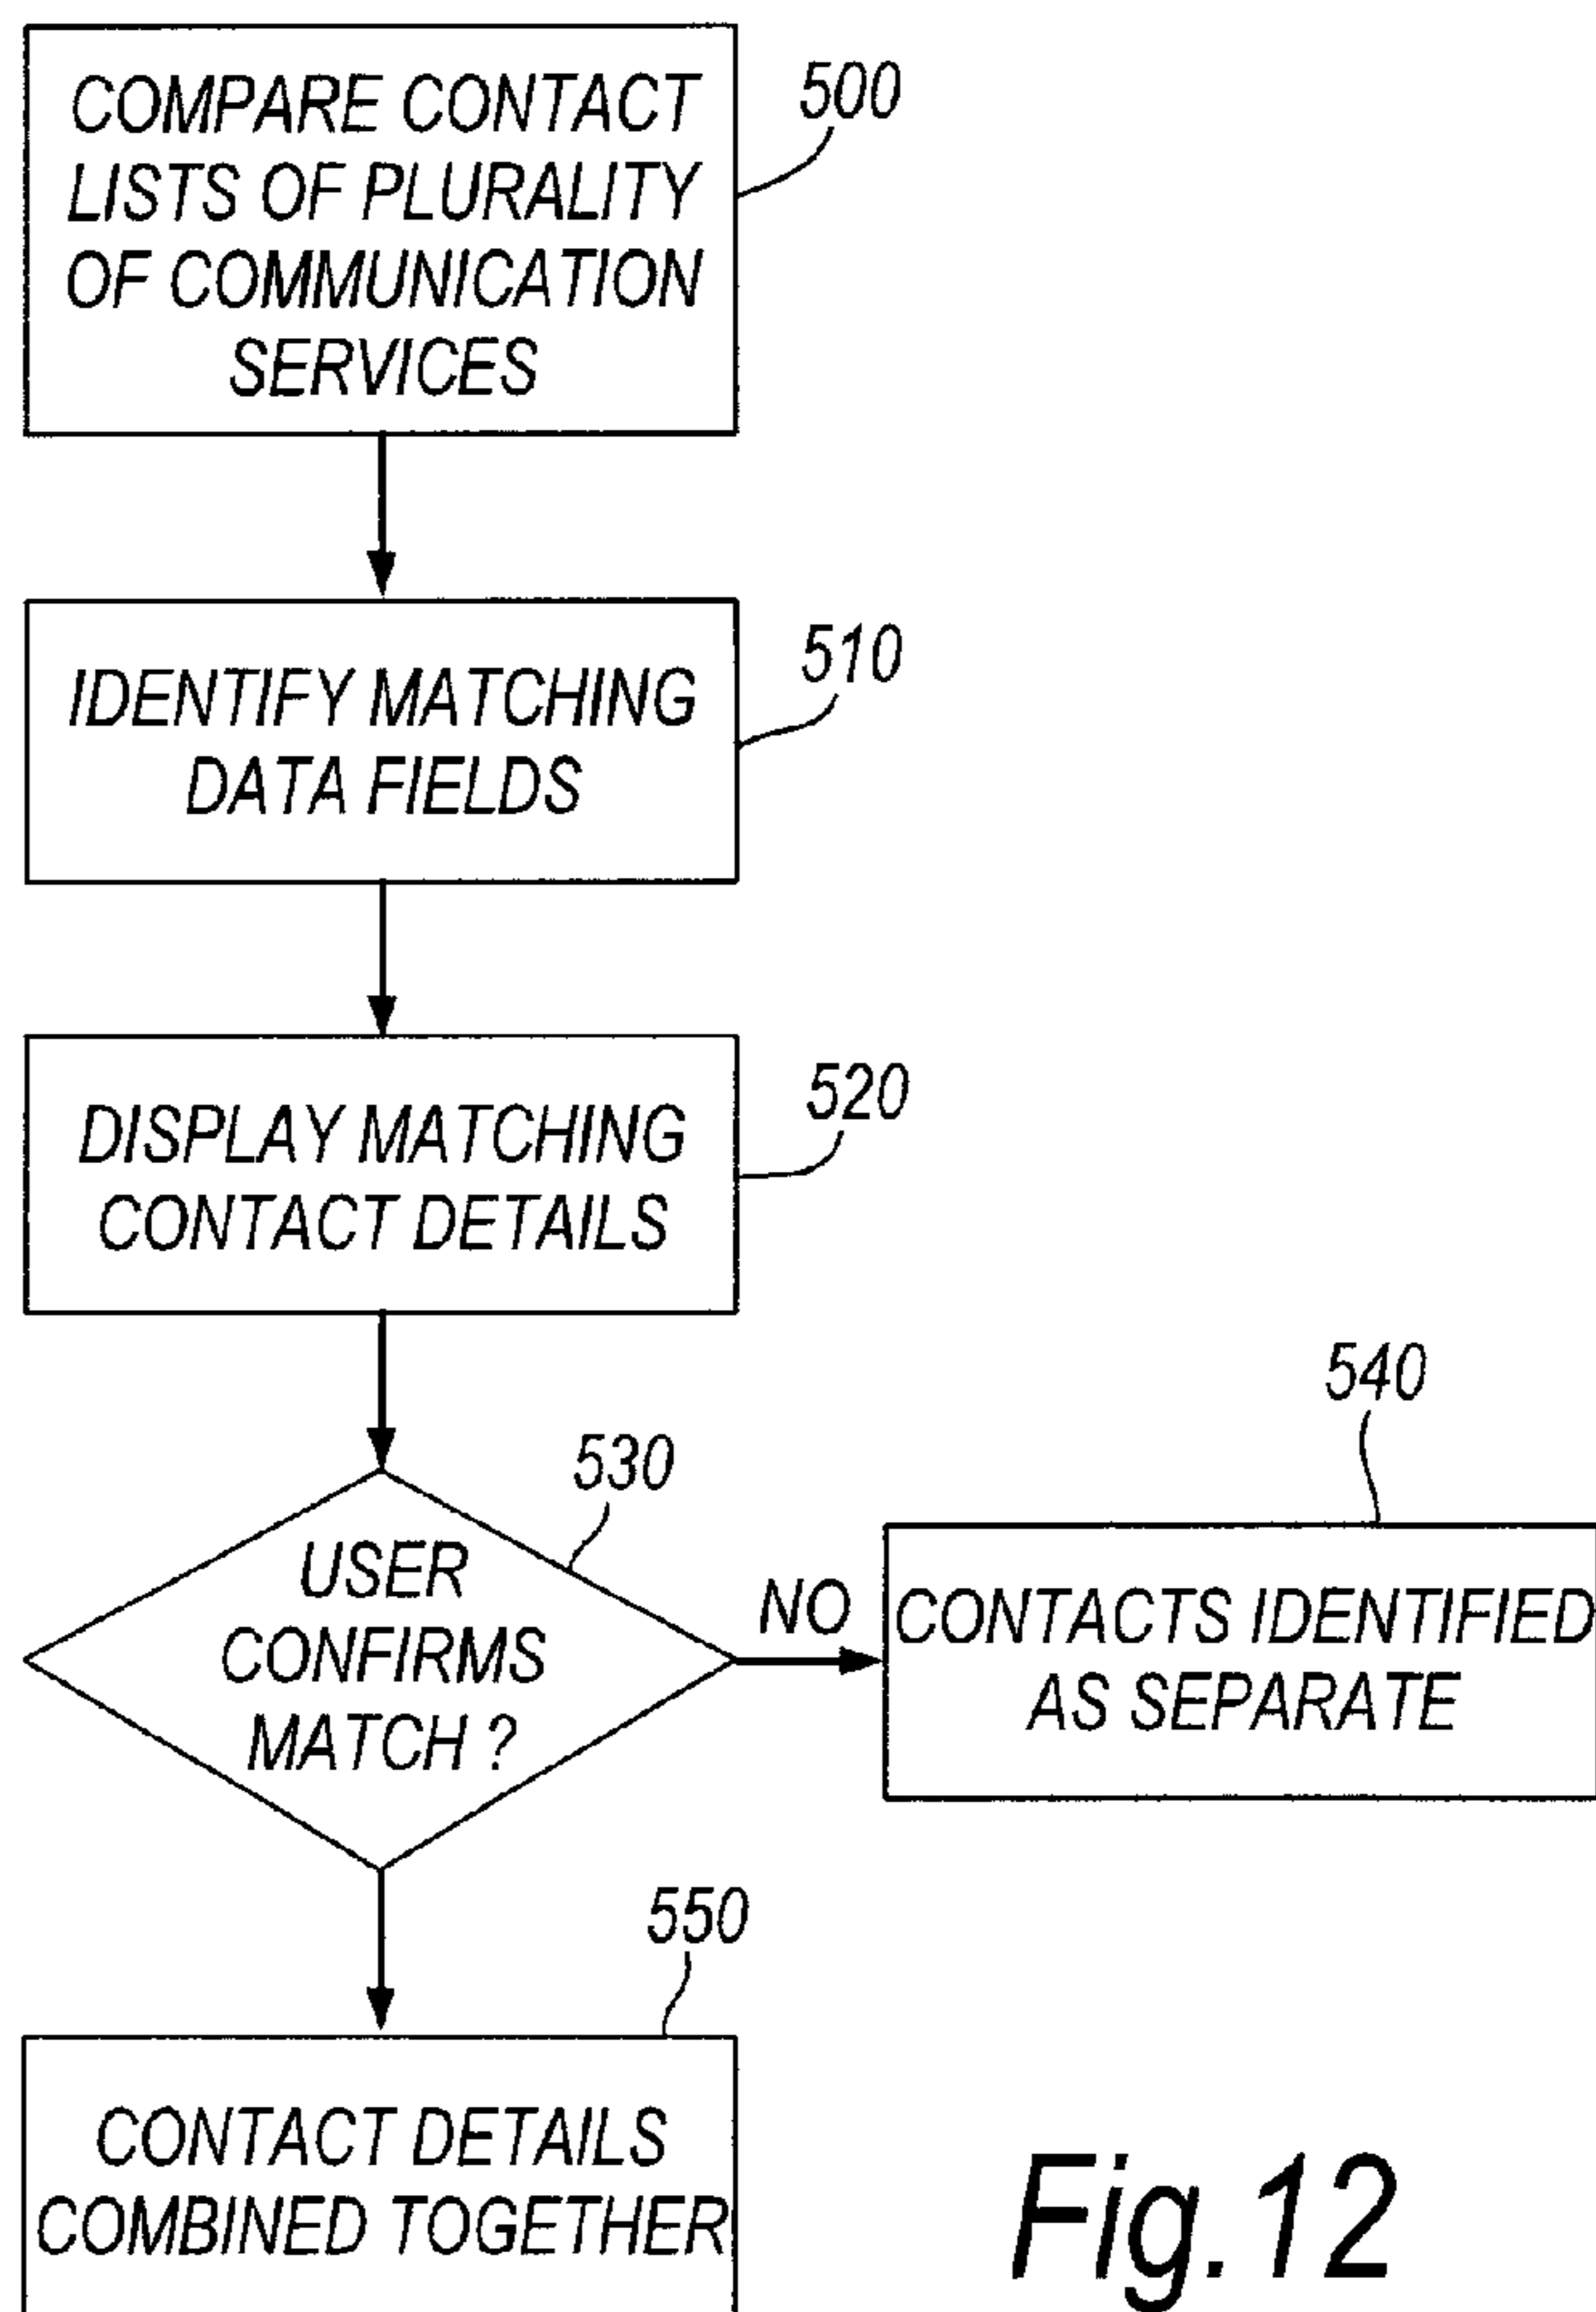 COMPARE CONTACT
LISTS OF PLURALITY
OF COMMUNICATION
SERVICES
500
IDENTIFY MATCHING
DATA FIELDS
510
DISPLAY MATCHING
CONTACT DETAILS
520
USER
CONFIRMS
MATCH ?
530
NO
CONTACTS IDENTIFIED
AS SEPARATE
540
CONTACT DETAILS
COMBINED TOGETHER
550
Fig.12